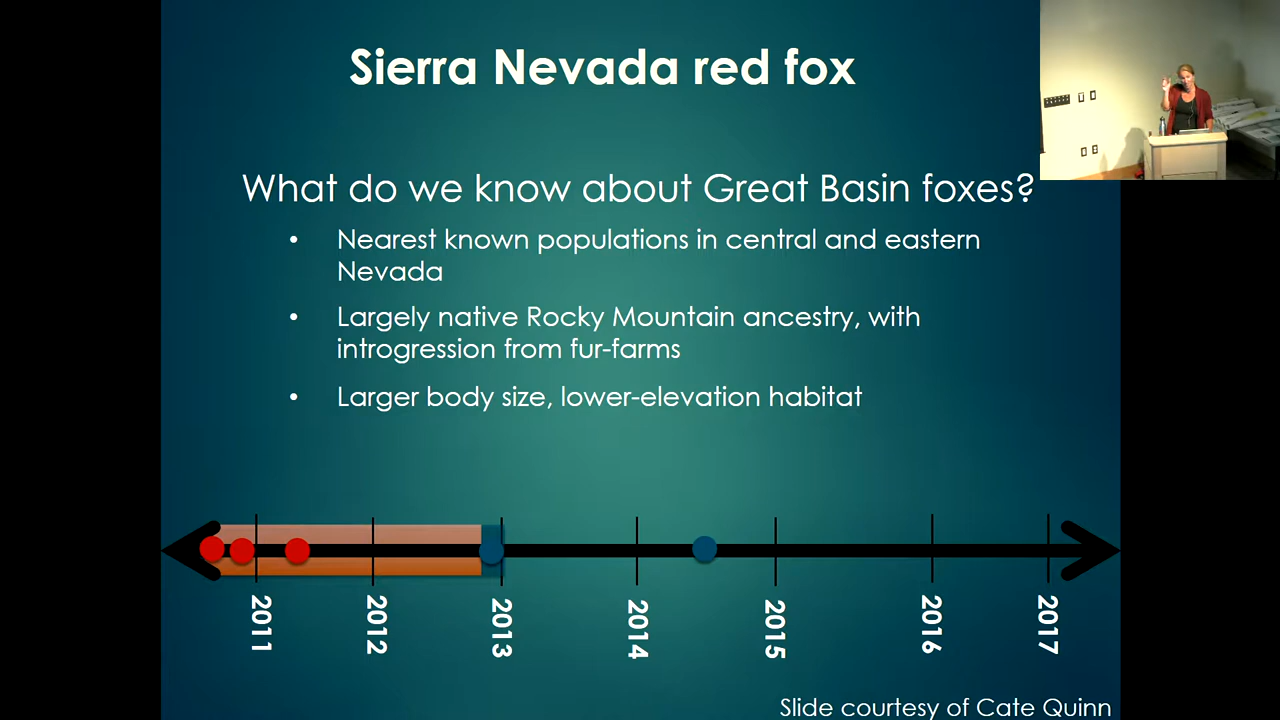 Sierra Nevada red fox
What do we know about Great Basin foxes?
• Nearest known populations in central and eastern
Nevada
• Largely native Rocky Mountain ancestry, with
introgression from fur-farms
• Larger body size, lower-elevation habitat
2011
2012
2013
2014
2015
2016
2017
Slide courtesy of Cate Quinn